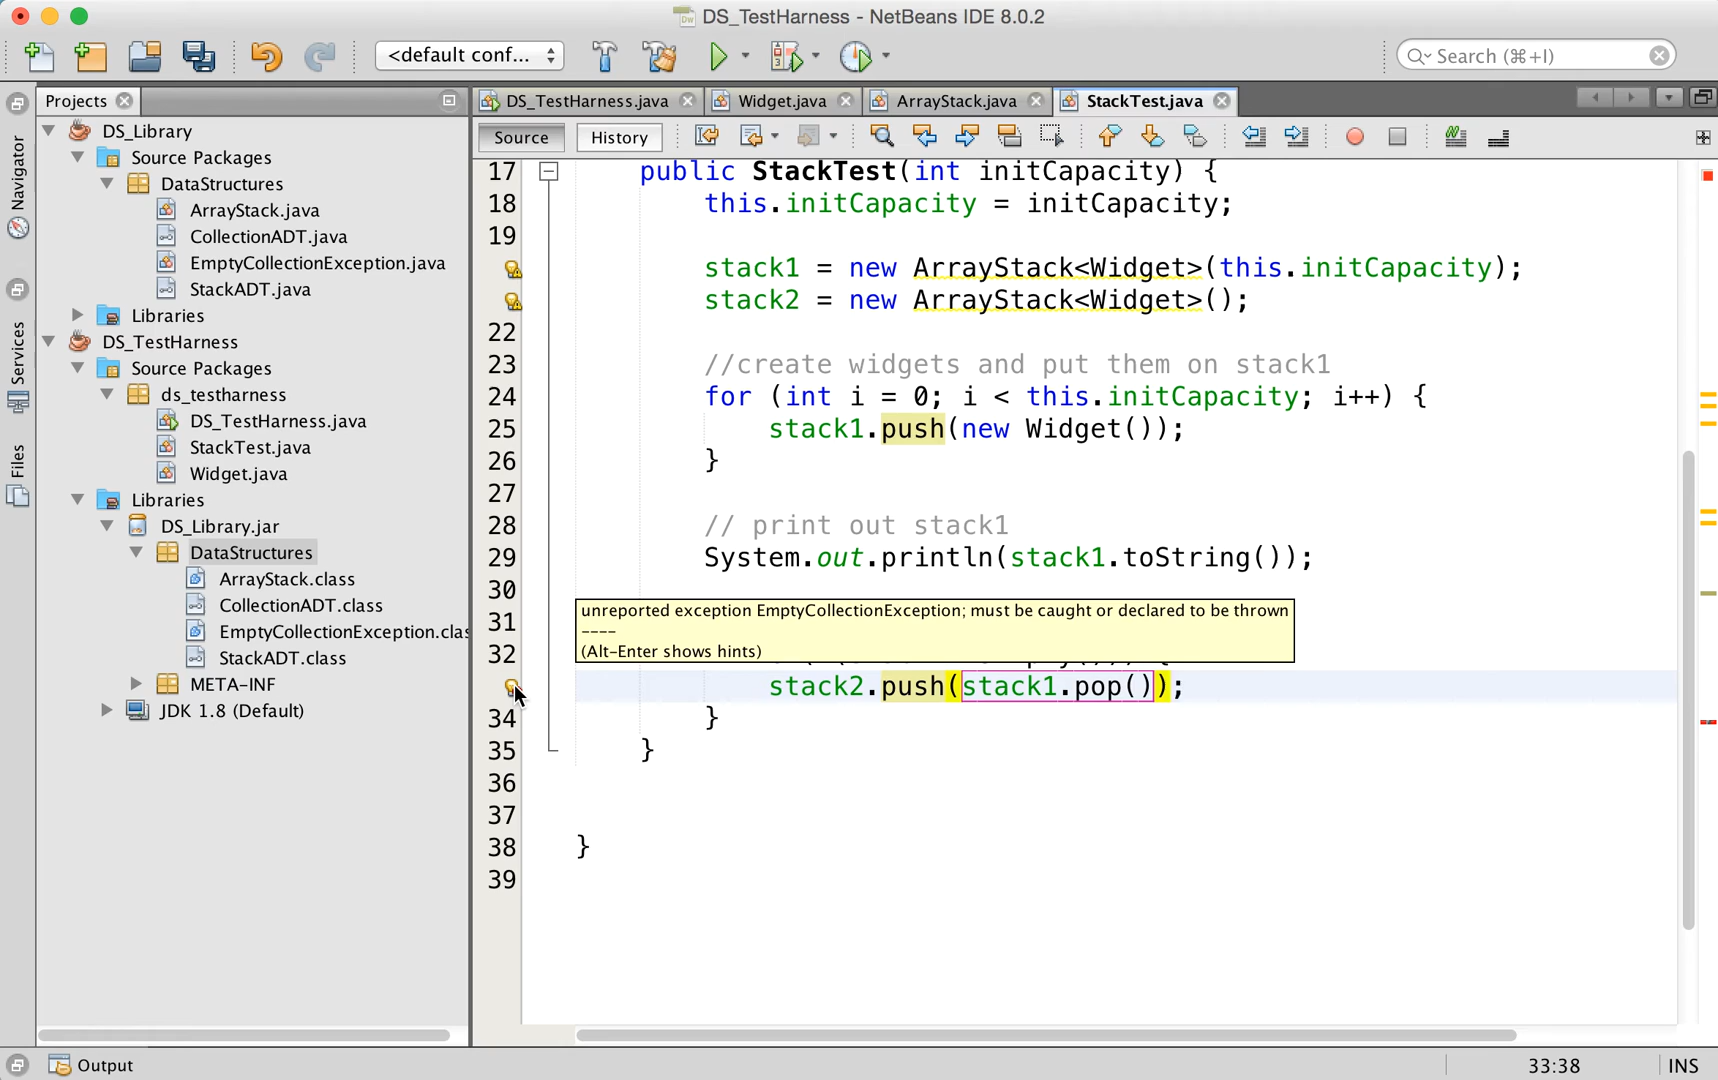 DS_TestHarness - NetBeans IDE 8.0.2
<default conf...
Search (⌘+I)
Projects
DS_TestHarness.java
Widget.java
ArrayStack.java
StackTest.java
Source
History
Navigator
Services
Files
DS_Library
Source Packages
DataStructures
ArrayStack.java
CollectionADT.java
EmptyCollectionException.java
StackADT.java
Libraries
DS_TestHarness
Source Packages
ds_testharness
DS_TestHarness.java
StackTest.java
Widget.java
Libraries
DS_Library.jar
DataStructures
ArrayStack.class
CollectionADT.class
EmptyCollectionException.clas
StackADT.class
META-INF
JDK 1.8 (Default)
17 public StackTest(int initCapacity) {
18 this.initCapacity = initCapacity;
19
stack1 = new ArrayStack<Widget>(this.initCapacity);
stack2 = new ArrayStack<Widget>();
22
23 //create widgets and put them on stack1
24 for (int i = 0; i < this.initCapacity; i++) {
25 stack1.push(new Widget());
26 }
27
28 // print out stack1
29 System.out.println(stack1.toString());
30
unreported exception EmptyCollectionException; must be caught or declared to be thrown
----
(Alt-Enter shows hints)
31
32
stack2.push(stack1.pop());
34 }
35 }
36
37
38 }
39
Output
33:38
INS